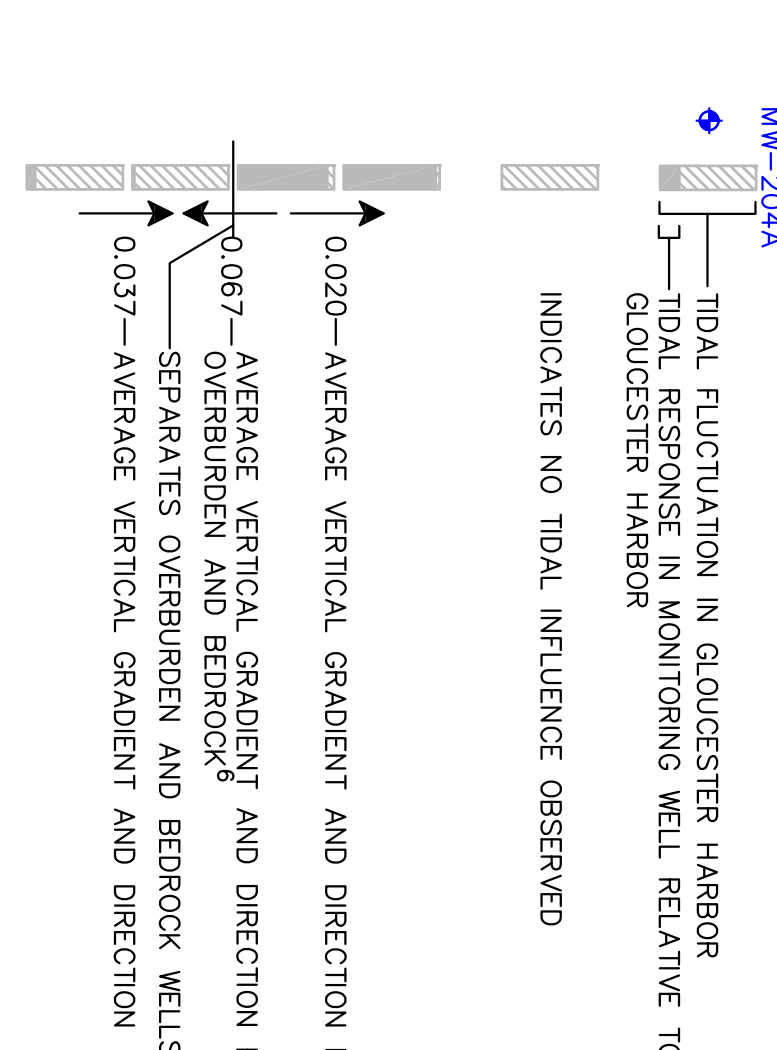 MW-204A
TIDAL FLUCTUATION IN GLOUCESTER HARBOR
TIDAL RESPONSE IN MONITORING WELL RELATIVE TO
GLOUCESTER HARBOR
INDICATES NO TIDAL INFLUENCE OBSERVED
0.020—AVERAGE VERTICAL GRADIENT AND DIRECTION
0.067—AVERAGE VERTICAL GRADIENT AND DIRECTION
OVERBURDEN AND BEDROCK⁶
SEPARATES OVERBURDEN AND BEDROCK WELLS
0.037—AVERAGE VERTICAL GRADIENT AND DIRECTION